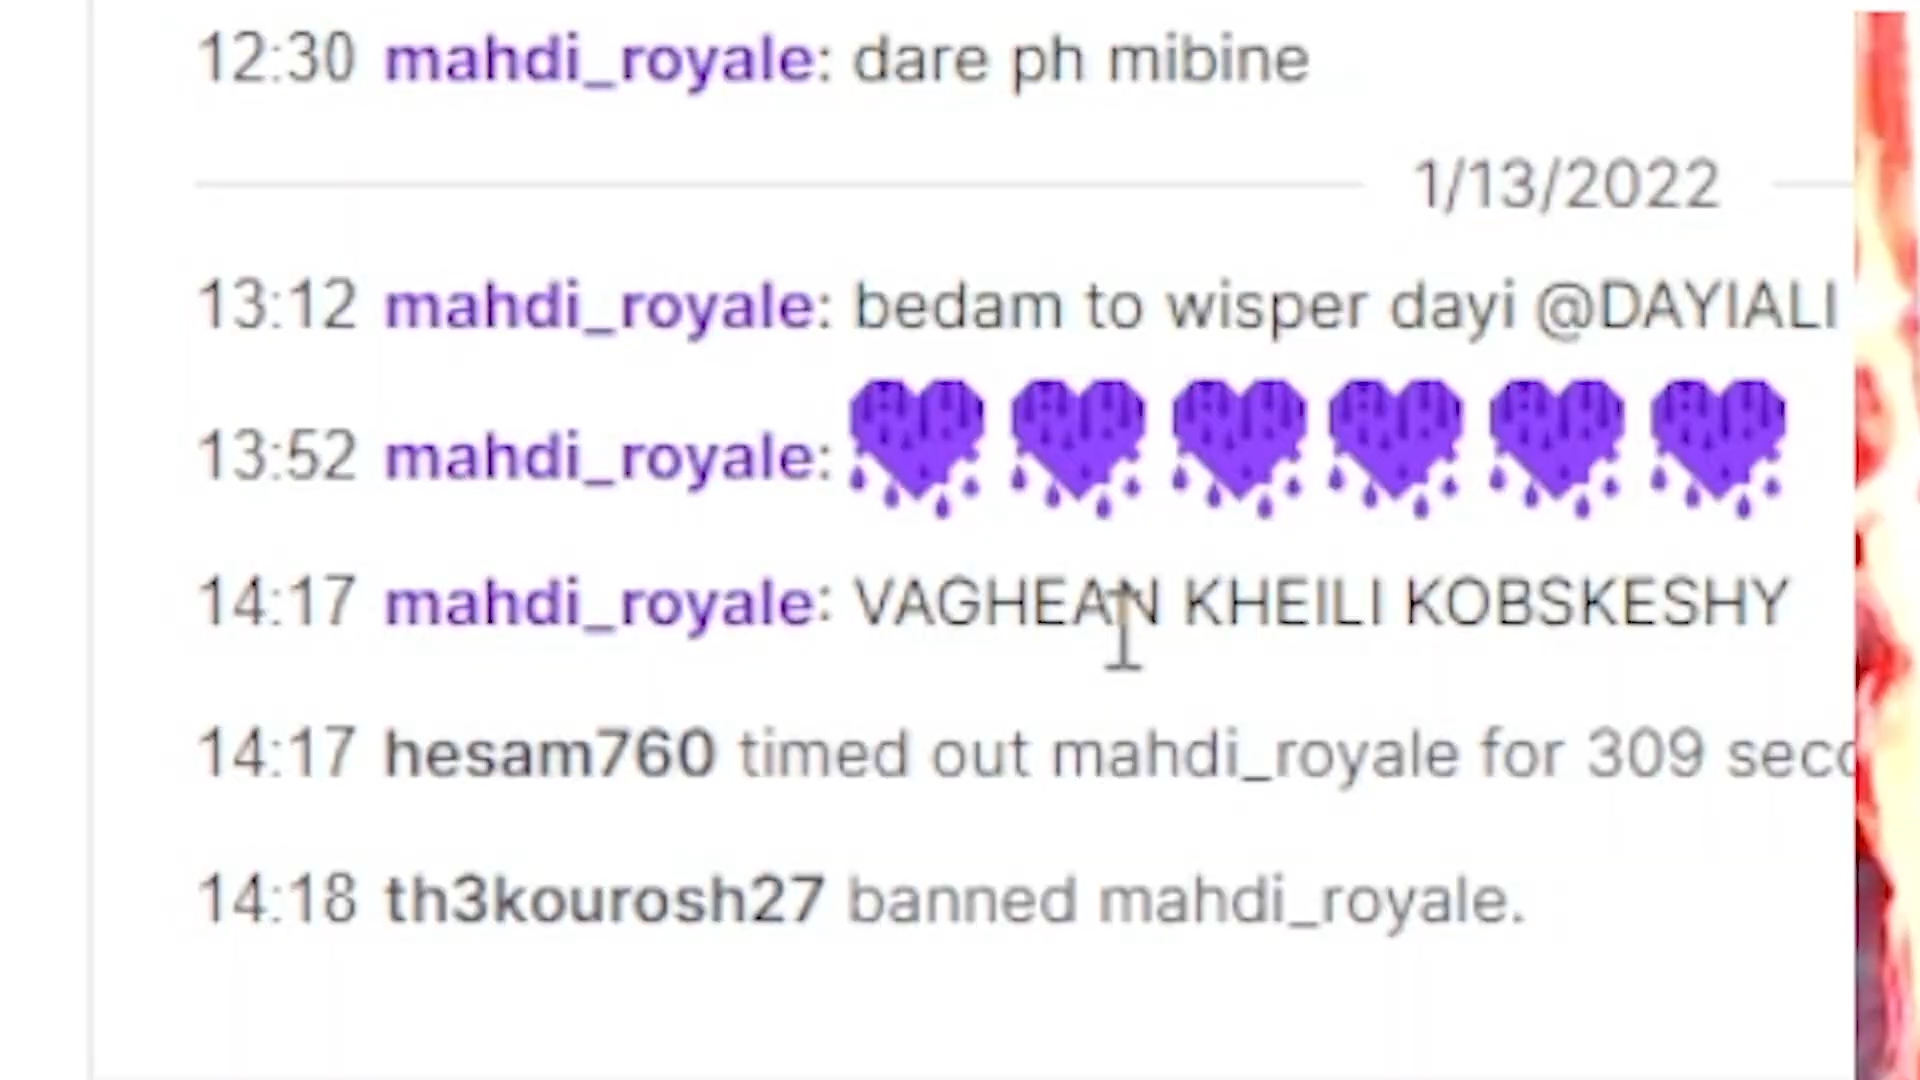 12:30 mahdi_royale: dare ph mibine
1/13/2022
13:12 mahdi_royale: bedam to wisper dayi @DAYIALI
13:52 mahdi_royale:
14:17 mahdi_royale: VAGHEAN KHEILI KOBSKESHY
14:17 hesam760 timed out mahdi_royale for 309 seco
14:18 th3kourosh27 banned mahdi_royale.